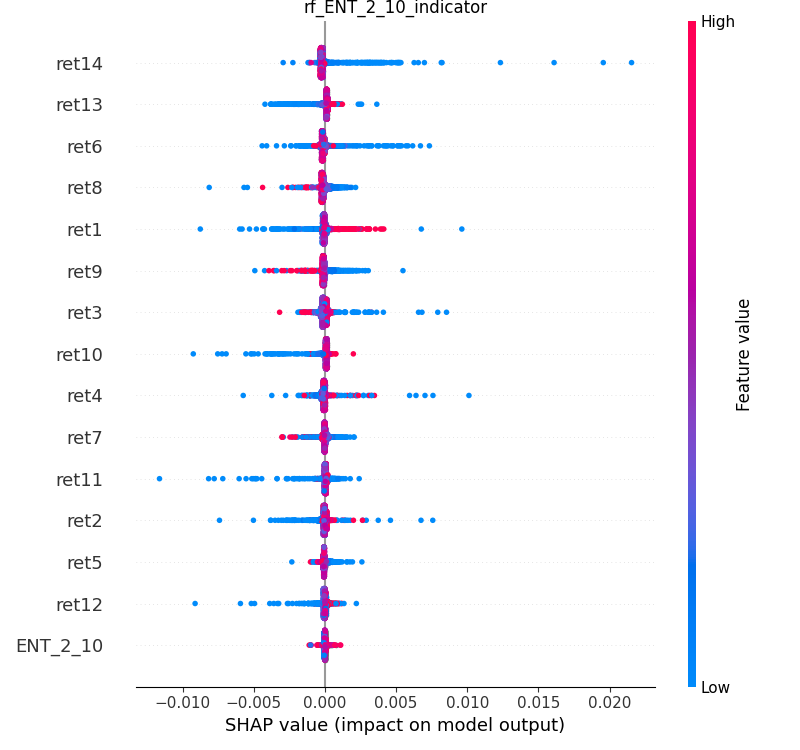 rf_ENT_2_10_indicator
High
ret14
ret13
ret6
ret8
ret1
ret9
ret3
ret10
ret4
ret7
ret11
ret2
ret5
ret12
ENT_2_10
Feature value
Low
−0.010 −0.005 0.000 0.005 0.010 0.015 0.020
SHAP value (impact on model output)